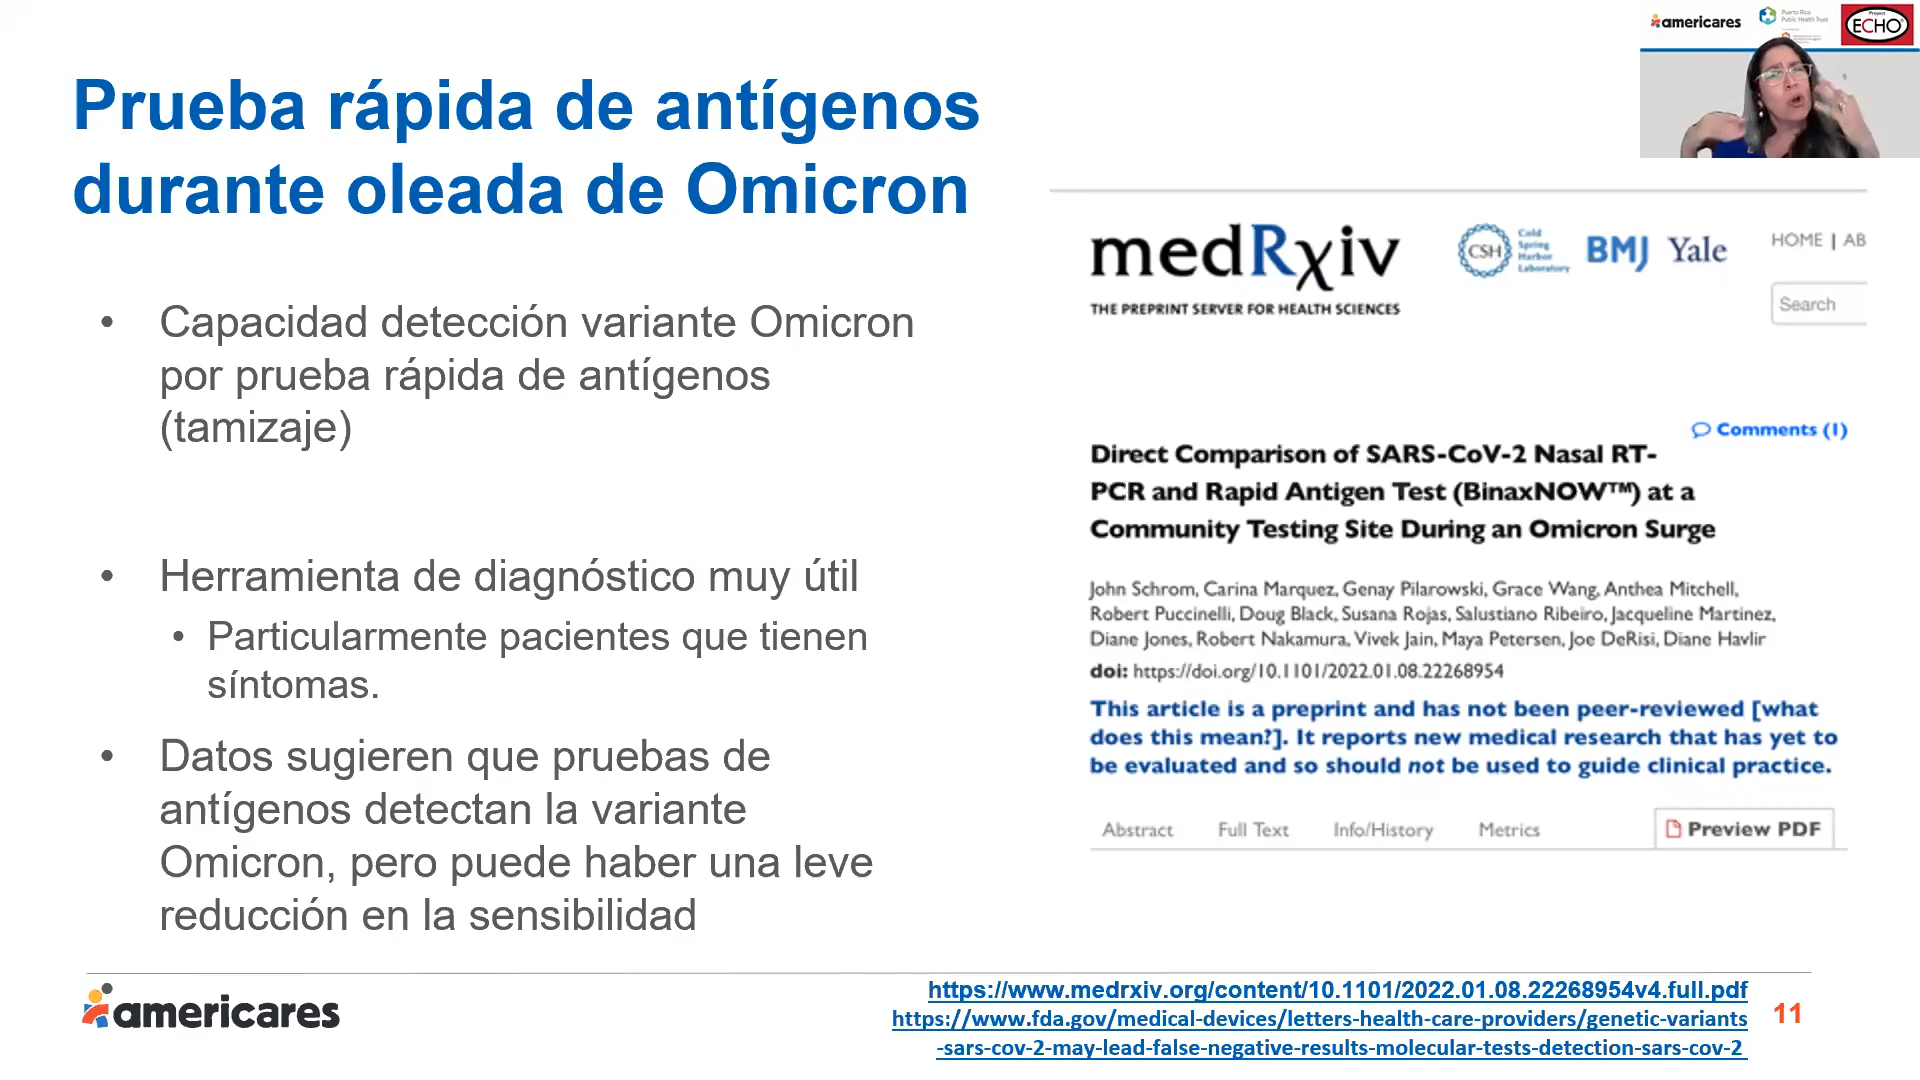 americares
Puerto Rico
Public Health Trust
Project
ECHO
Prueba rápida de antígenos
durante oleada de Omicron
• Capacidad detección variante Omicron
por prueba rápida de antígenos
(tamizaje)
• Herramienta de diagnóstico muy útil
• Particularmente pacientes que tienen
síntomas.
• Datos sugieren que pruebas de
antígenos detectan la variante
Omicron, pero puede haber una leve
reducción en la sensibilidad
medRχiv
THE PREPRINT SERVER FOR HEALTH SCIENCES
CSH
Cold
Spring
Harbor
Laboratory
BMJ Yale
HOME | AB
Search
Comments (1)
Direct Comparison of SARS-CoV-2 Nasal RT-
PCR and Rapid Antigen Test (BinaxNOW™) at a
Community Testing Site During an Omicron Surge
John Schrom, Carina Marquez, Genay Pilarowski, Grace Wang, Anthea Mitchell,
Robert Puccinelli, Doug Black, Susana Rojas, Salustiano Ribeiro, Jacqueline Martinez,
Diane Jones, Robert Nakamura, Vivek Jain, Maya Petersen, Joe DeRisi, Diane Havlir
doi: https://doi.org/10.1101/2022.01.08.22268954
This article is a preprint and has not been peer-reviewed [what
does this mean?]. It reports new medical research that has yet to
be evaluated and so should not be used to guide clinical practice.
Abstract Full Text Info/History Metrics Preview PDF
americares
https://www.medrxiv.org/content/10.1101/2022.01.08.22268954v4.full.pdf
https://www.fda.gov/medical-devices/letters-health-care-providers/genetic-variants
-sars-cov-2-may-lead-false-negative-results-molecular-tests-detection-sars-cov-2
11